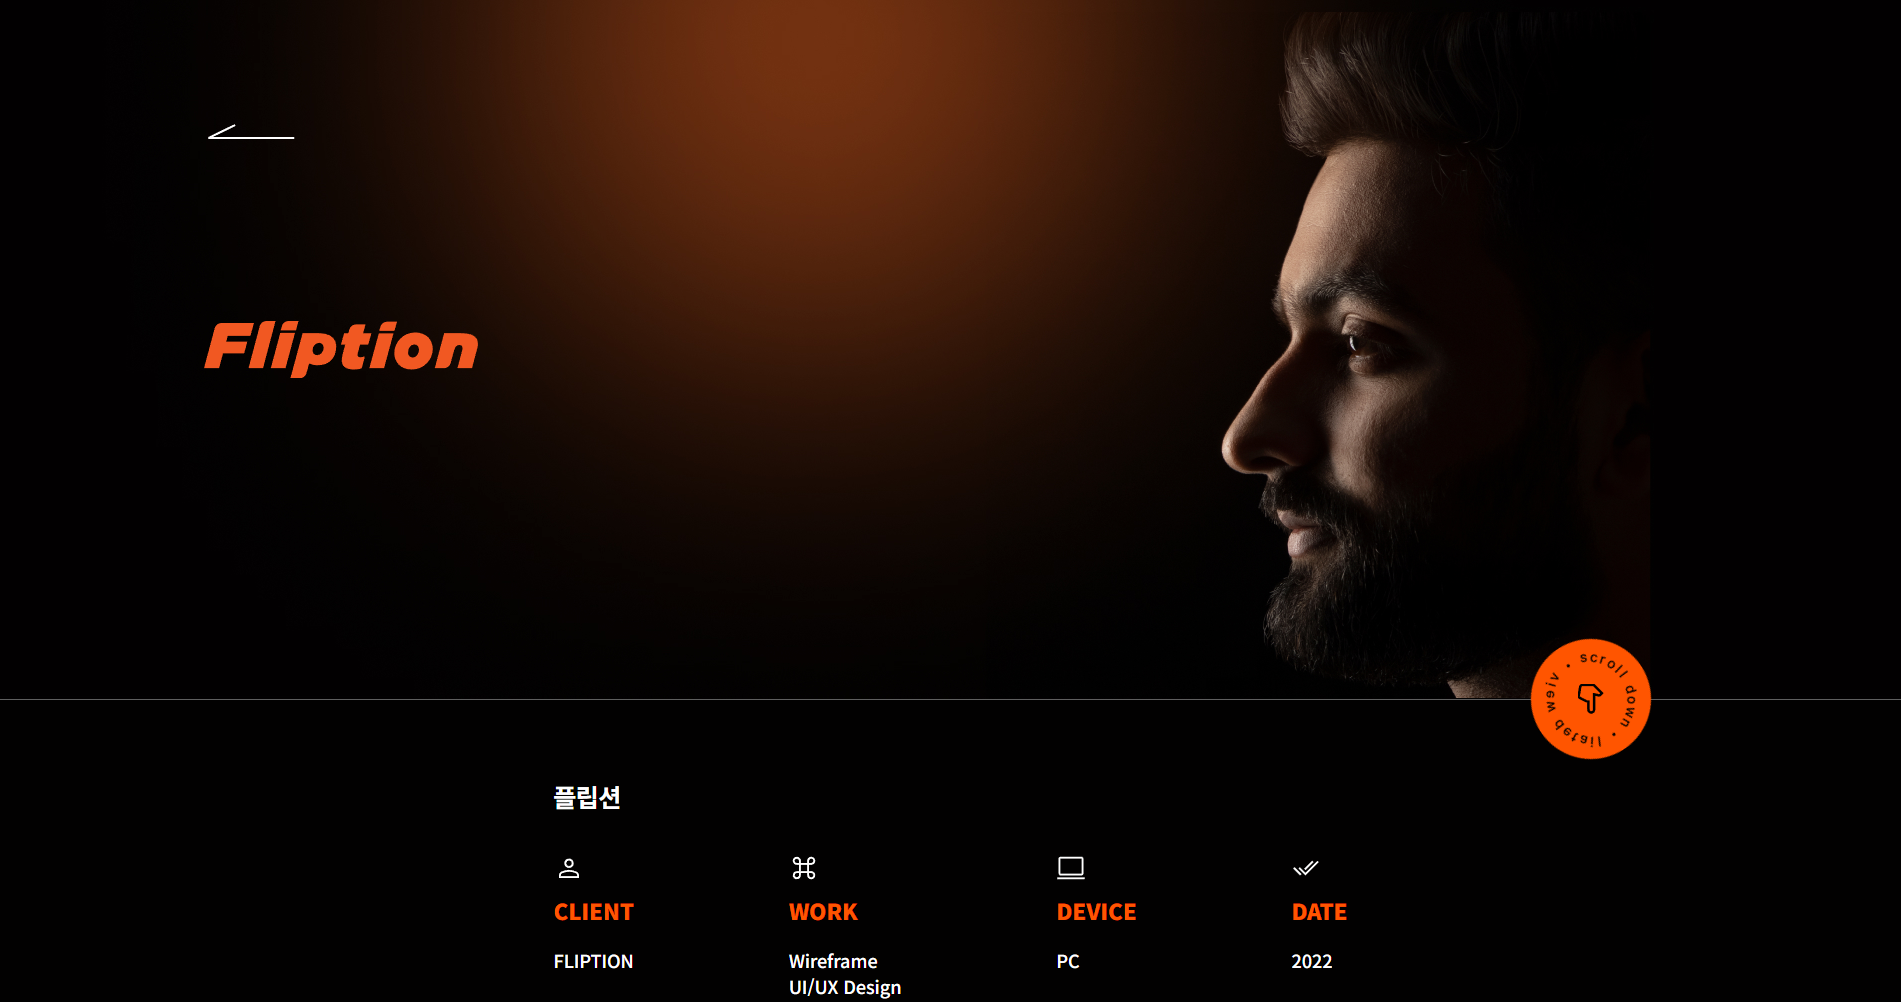 Fliption
scroll down • view detail •
플립션
CLIENT
FLIPTION
WORK
Wireframe
UI/UX Design
DEVICE
PC
DATE
2022